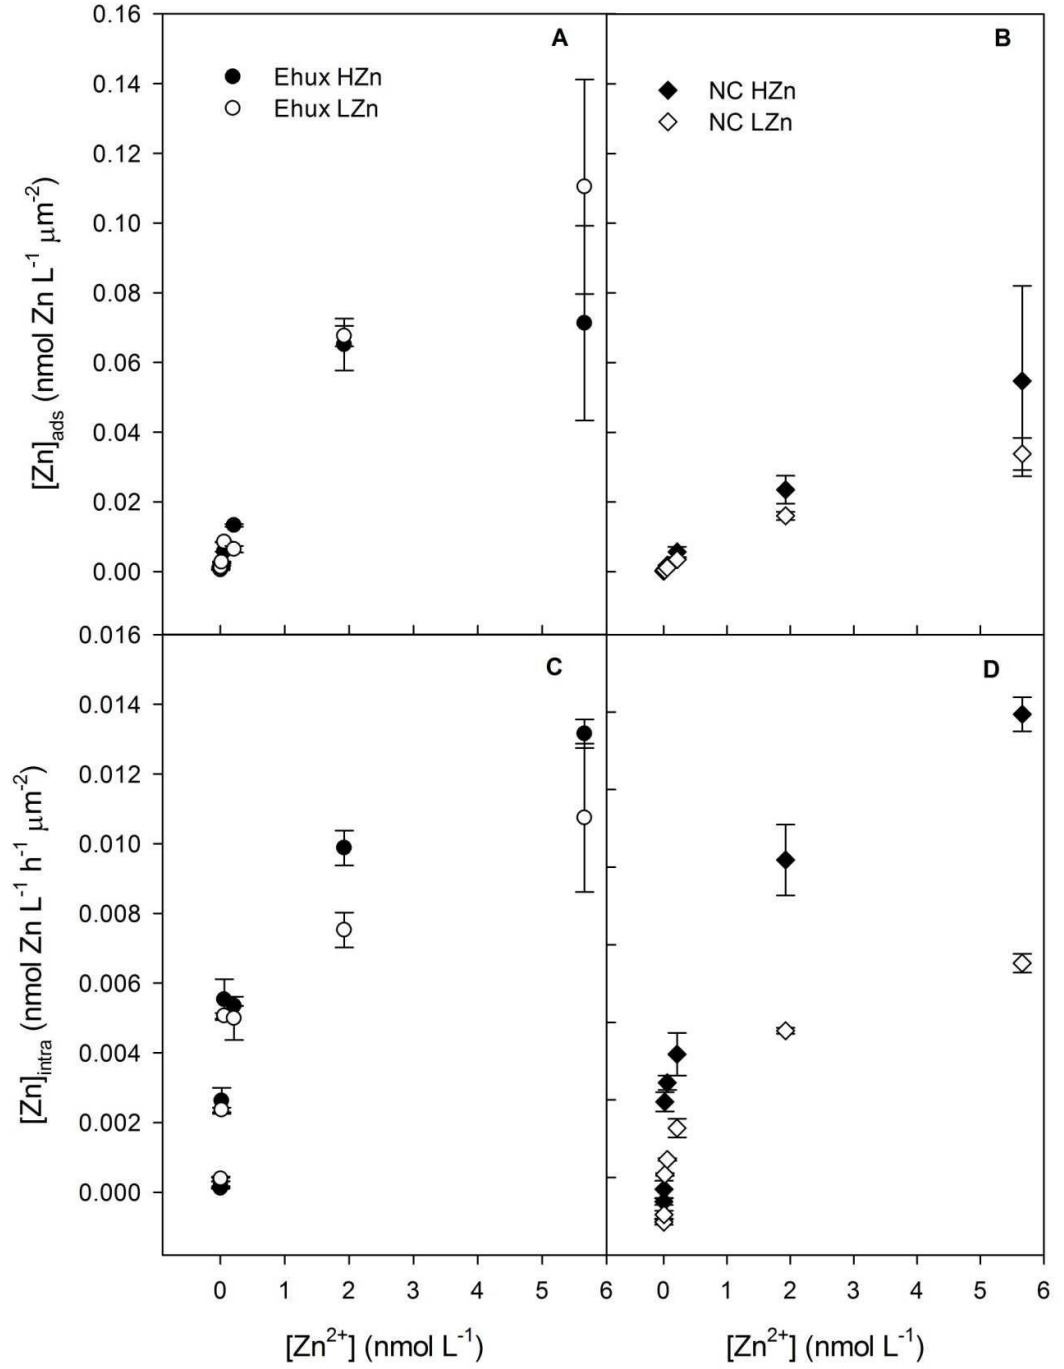 A
Ehux HZn
Ehux LZn
B
NC HZn
NC LZn
[Zn]ads (nmol Zn L-1 μm-2)
0.16
0.14
0.12
0.10
0.08
0.06
0.04
0.02
0.00
C
D
[Zn]intra (nmol Zn L-1 h-1 μm-2)
0.016
0.014
0.012
0.010
0.008
0.006
0.004
0.002
0.000
0 1 2 3 4 5 6
0 1 2 3 4 5 6
[Zn2+] (nmol L-1)
[Zn2+] (nmol L-1)